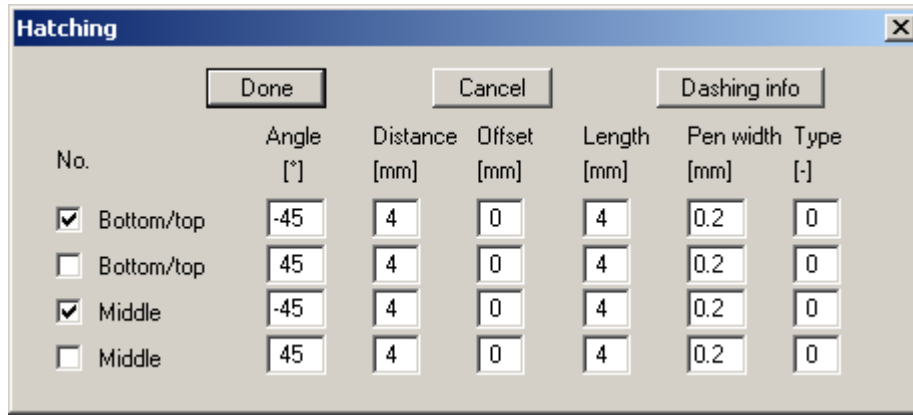 Hatching
Done Cancel Dashing info
Angle Distance Offset Length Pen width Type
No. [°] [mm] [mm] [mm] [mm] [-]
Bottom/top -45 4 0 4 0.2 0
Bottom/top 45 4 0 4 0.2 0
Middle -45 4 0 4 0.2 0
Middle 45 4 0 4 0.2 0